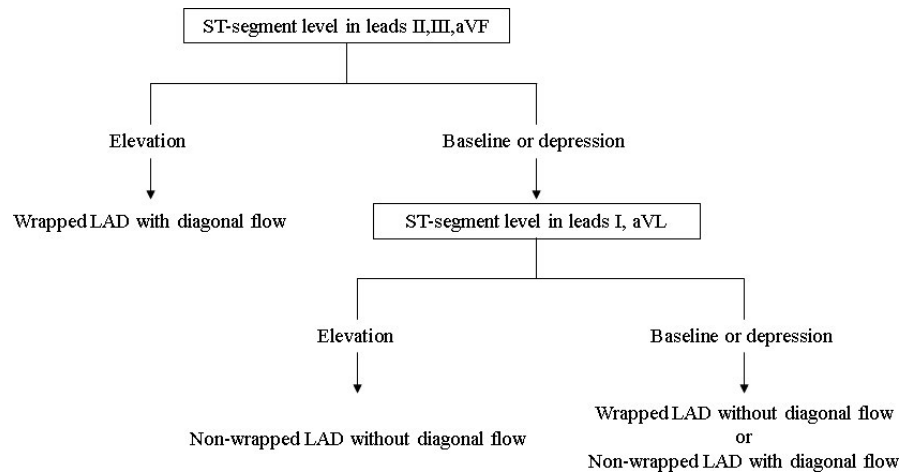 ST-segment level in leads II,III,aVF
Elevation
Baseline or depression
Wrapped LAD with diagonal flow
ST-segment level in leads I, aVL
Elevation
Baseline or depression
Non-wrapped LAD without diagonal flow
Wrapped LAD without diagonal flow
or
Non-wrapped LAD with diagonal flow